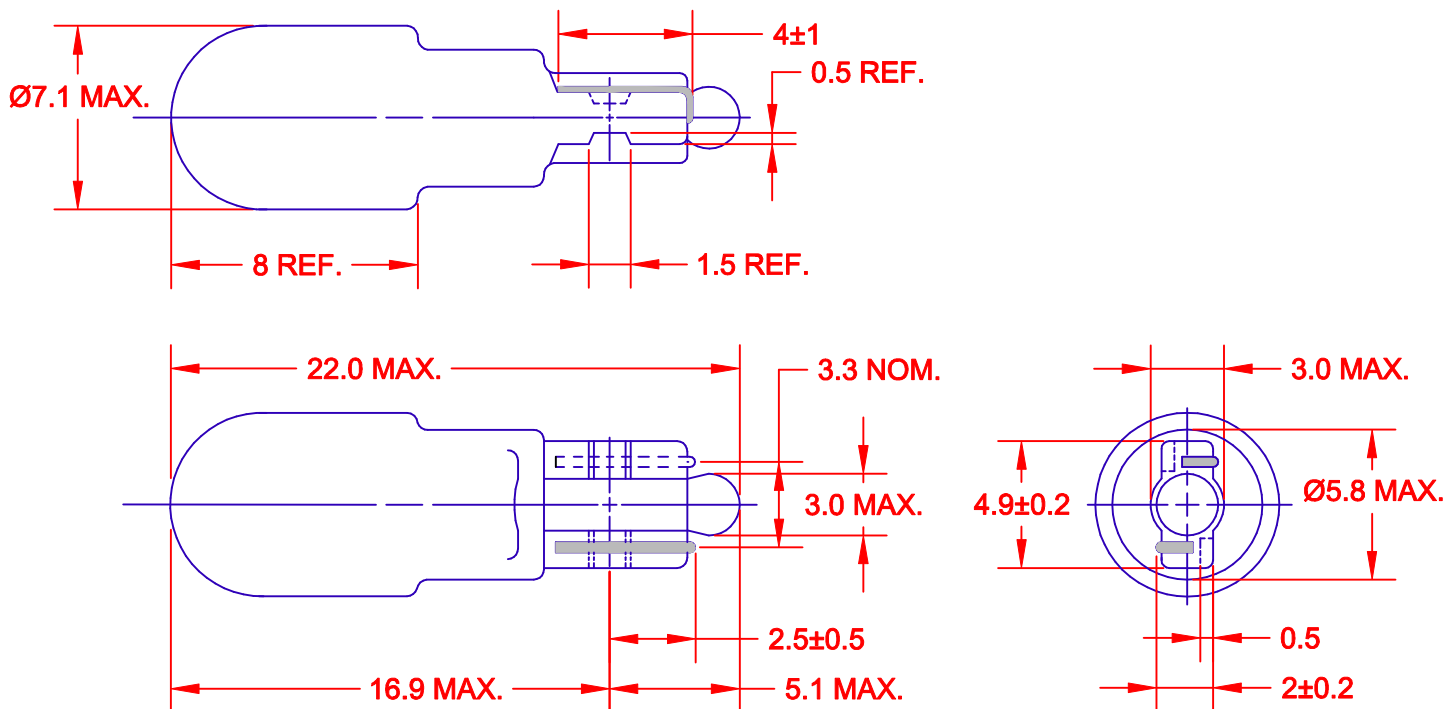 4±1
0.5 REF.
Ø7.1 MAX.
8 REF.
1.5 REF.
22.0 MAX.
3.3 NOM.
3.0 MAX.
3.0 MAX.
4.9±0.2
Ø5.8 MAX.
2.5±0.5
0.5
16.9 MAX.
5.1 MAX.
2±0.2